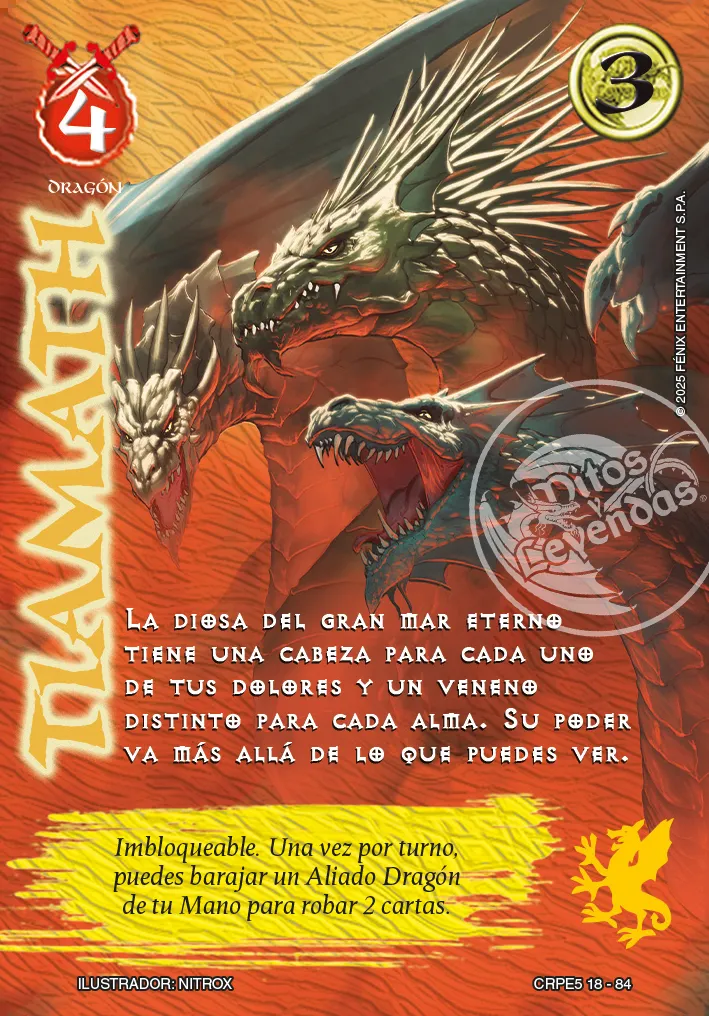 4
3
DRAGÓN
TIAMATH
© 2025 FÉNIX ENTERTAINMENT S.P.A.
Mitos
y
Leyendas
La diosa del gran mar eterno
tiene una cabeza para cada uno
de tus dolores y un veneno
distinto para cada alma. Su poder
va más allá de lo que puedes ver.
Imbloqueable. Una vez por turno,
puedes barajar un Aliado Dragón
de tu Mano para robar 2 cartas.
ILUSTRADOR: NITROX
CRPE5 18 - 84